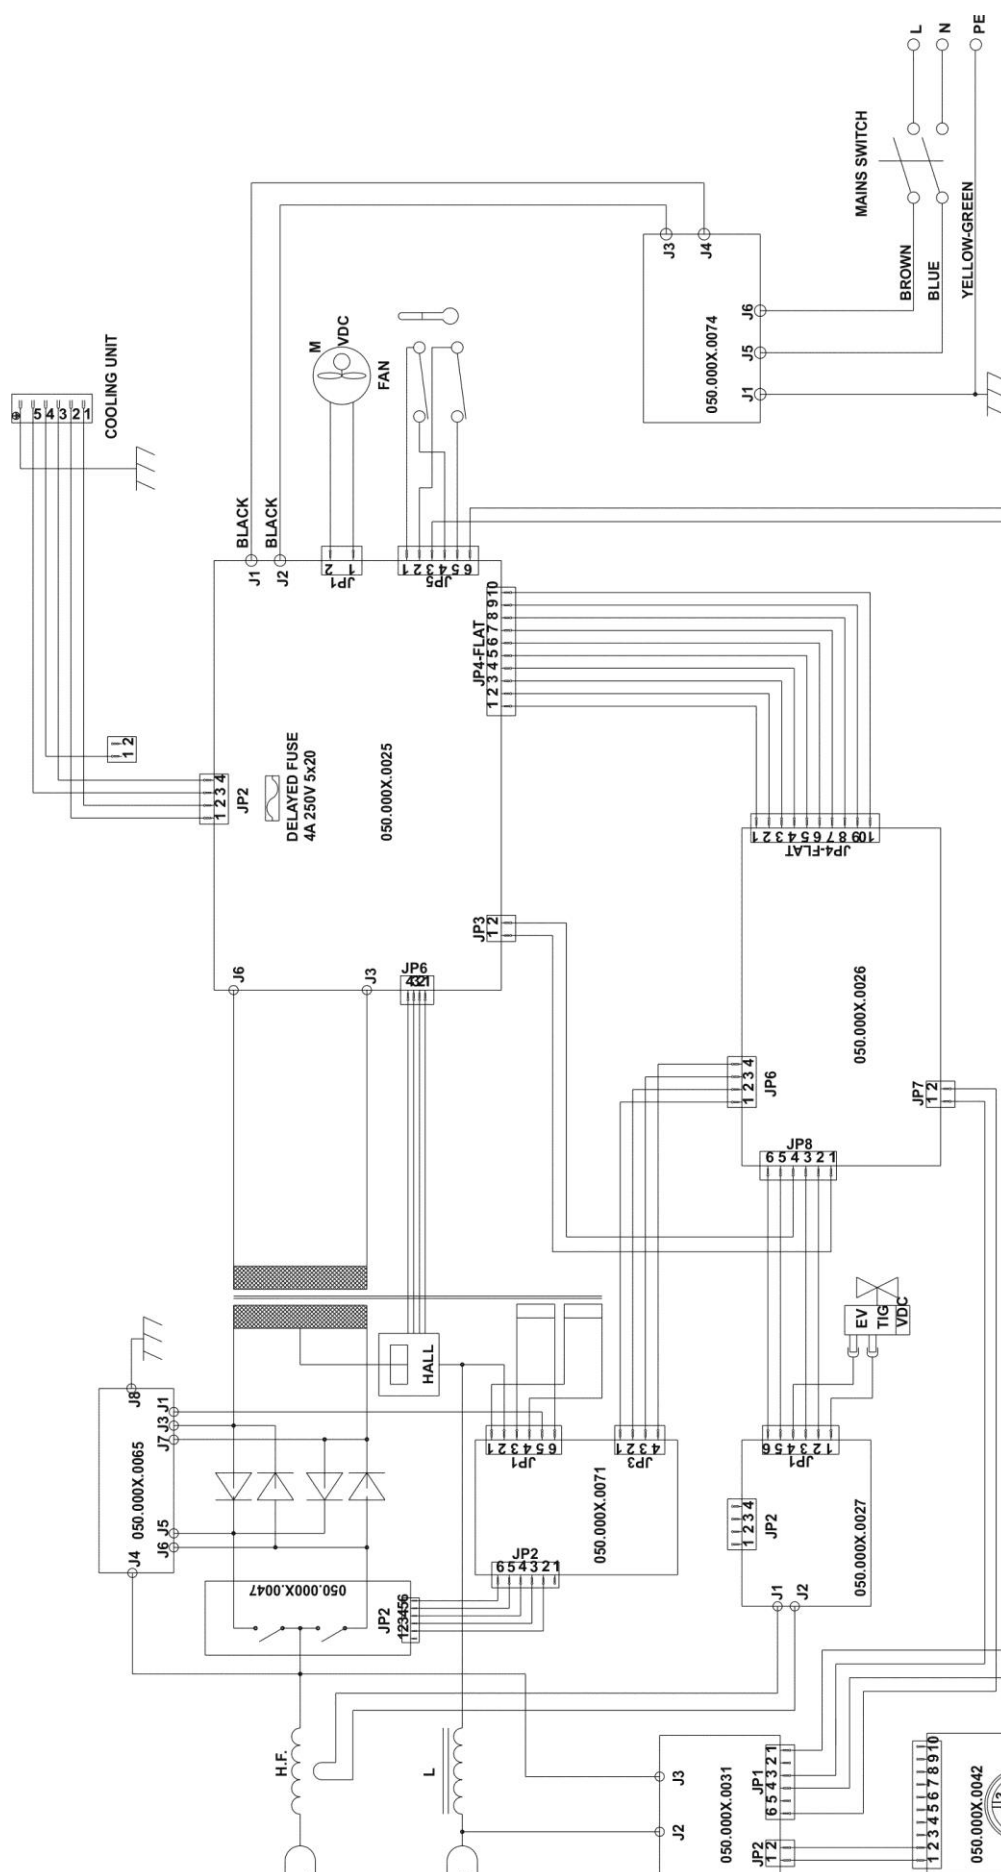 L
N
PE
MAINS SWITCH
BROWN
BLUE
YELLOW-GREEN
J3
J4
J6
J5
J1
050.000X.0074
5 4 3 2 1
COOLING UNIT
M
VDC
FAN
BLACK
BLACK
J1
J2
2 1
JP1
1 2 3 4 5 6
JP5
JP4-FLAT
1 2 3 4 5 6 7 8 9 10
1 2
1 2 3 4
JP2
DELAYED FUSE
4A 250V 5x20
050.000X.0025
JP3
1 2
J6
J3
JP6
4321
1 2 3 4 5 6 7 8 9 10
JP4-FLAT
050.000X.0026
1 2 3 4
JP6
JP7
1 2
JP8
6 5 4 3 2 1
HALL
EV
TIG
VDC
J8
J1
J3
J7
J5
J6
J4
050.000X.0065
050.000X.0047
JP2
123456
1 2 3 4 5 6
JP1
1 2 3 4
JP3
JP2
6 5 4 3 2 1
050.000X.0071
6 5 4 3 2 1
JP1
1 2 3 4
JP2
050.000X.0027
J1
J2
H.F.
L
J3
J2
050.000X.0031
JP1
6 5 4 3 2 1
JP2
1 2
1 2 3 4 5 6 7 8 9 10
050.000X.0042